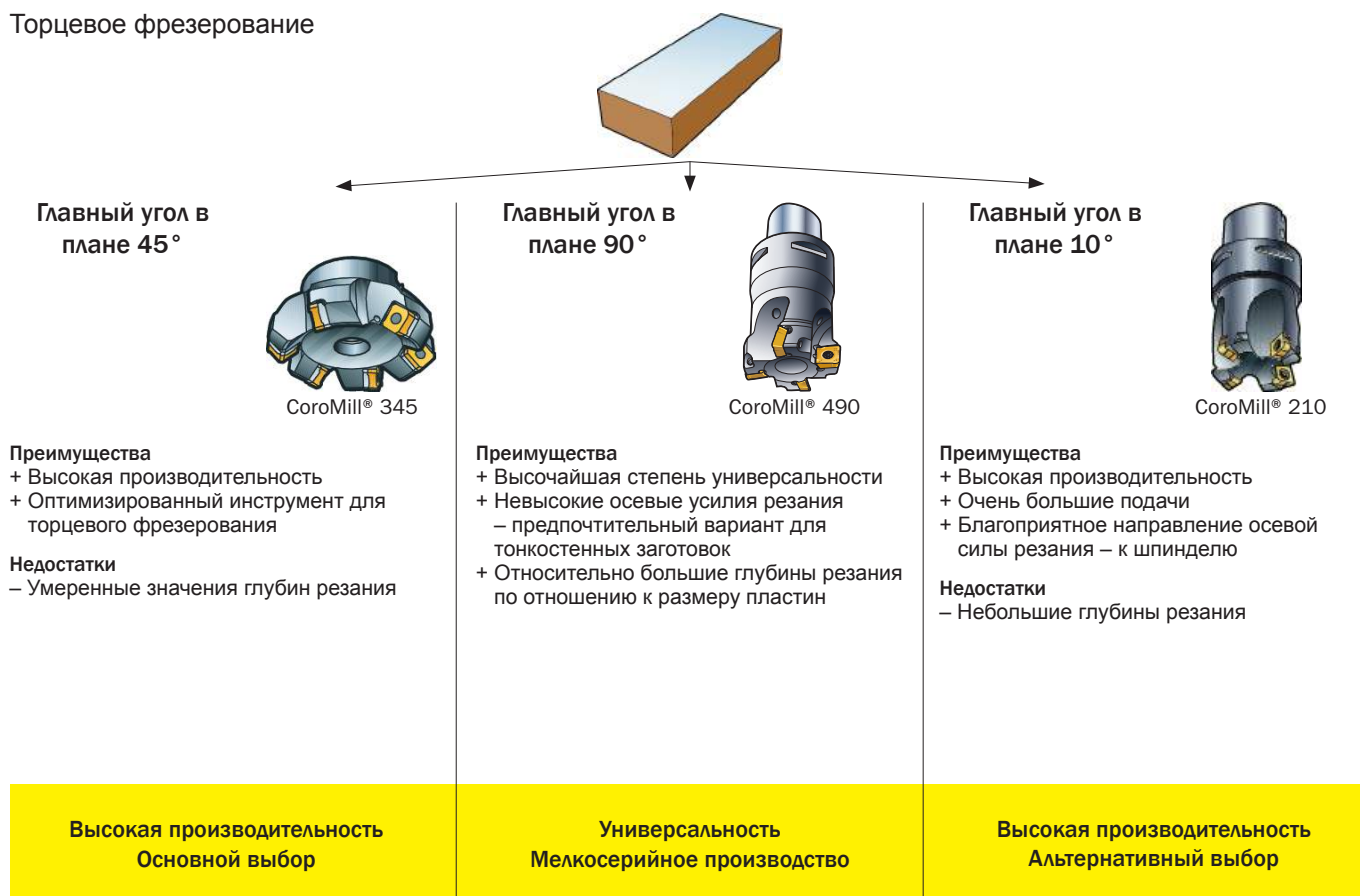 Торцевое фрезерование
Главный угол в
плане 45°
CoroMill® 345
Преимущества
+ Высокая производительность
+ Оптимизированный инструмент для
торцевого фрезерования
Недостатки
– Умеренные значения глубин резания
Высокая производительность
Основной выбор
Главный угол в
плане 90°
CoroMill® 490
Преимущества
+ Высочайшая степень универсальности
+ Невысокие осевые усилия резания
– предпочтительный вариант для
тонкостенных заготовок
+ Относительно большие глубины резания
по отношению к размеру пластин
Универсальность
Мелкосерийное производство
Главный угол в
плане 10°
CoroMill® 210
Преимущества
+ Высокая производительность
+ Очень большие подачи
+ Благоприятное направление осевой
силы резания – к шпинделю
Недостатки
– Небольшие глубины резания
Высокая производительность
Альтернативный выбор